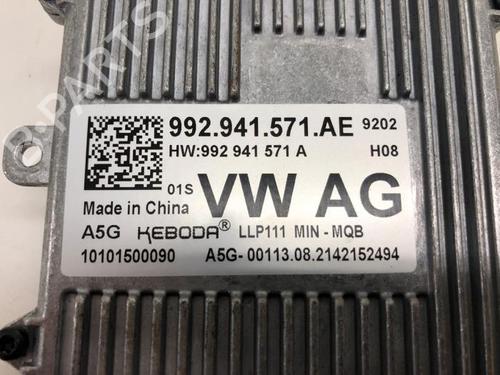 992.941.571.AE 9202
HW:992 941 571 A H08
01S VW AG
Made in China
A5G KEBODA® LLP111 MIN - MQB
10101500090 A5G- 00113.08.2142152494
B-PARTS